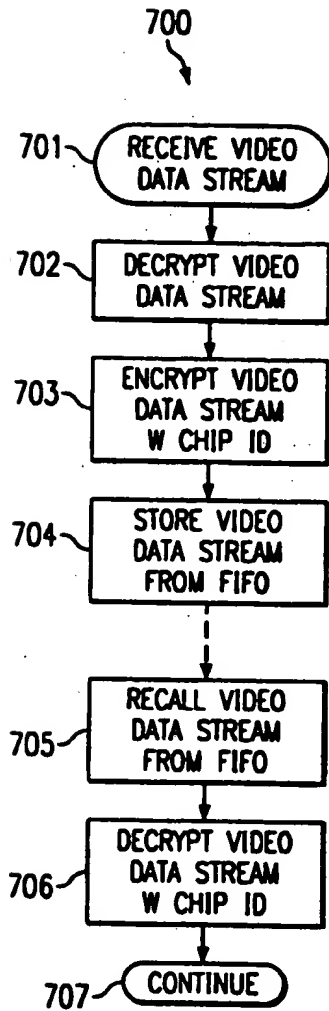 700
701
RECEIVE VIDEO
DATA STREAM
702
DECRYPT VIDEO
DATA STREAM
703
ENCRYPT VIDEO
DATA STREAM
W CHIP ID
704
STORE VIDEO
DATA STREAM
FROM FIFO
705
RECALL VIDEO
DATA STREAM
FROM FIFO
706
DECRYPT VIDEO
DATA STREAM
W CHIP ID
707
CONTINUE